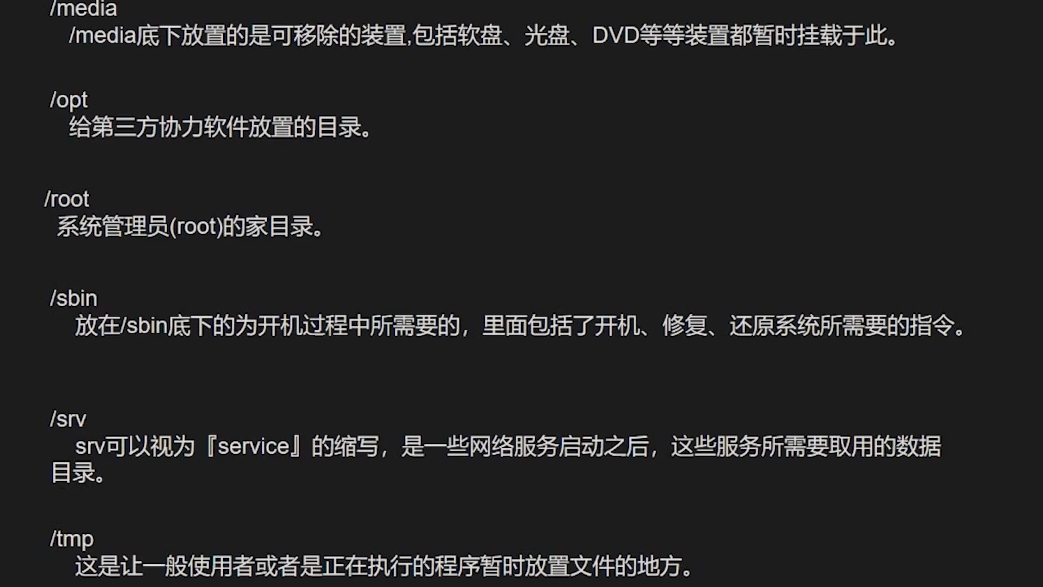 /media
/media底下放置的是可移除的装置,包括软盘、光盘、DVD等等装置都暂时挂载于此。
/opt
给第三方协力软件放置的目录。
/root
系统管理员(root)的家目录。
/sbin
放在/sbin底下的为开机过程中所需要的，里面包括了开机、修复、还原系统所需要的指令。
/srv
srv可以视为『service』的缩写，是一些网络服务启动之后，这些服务所需要取用的数据
目录。
/tmp
这是让一般使用者或者是正在执行的程序暂时放置文件的地方。